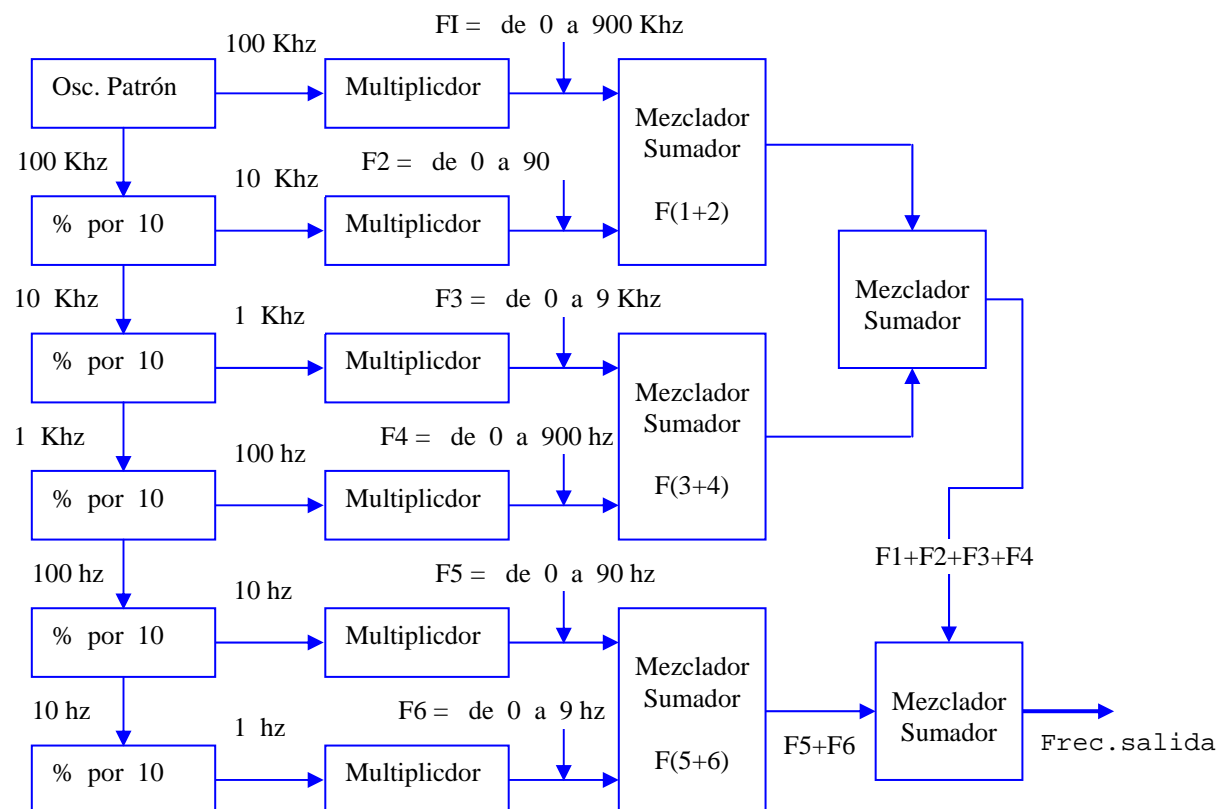 FI = de 0 a 900 Khz
100 Khz
Osc. Patrón
Multiplicdor
Mezclador
Sumador
F(1+2)
100 Khz
F2 = de 0 a 90
10 Khz
% por 10
Multiplicdor
Mezclador
Sumador
10 Khz
F3 = de 0 a 9 Khz
1 Khz
% por 10
Multiplicdor
Mezclador
Sumador
F(3+4)
1 Khz
F4 = de 0 a 900 hz
100 hz
% por 10
Multiplicdor
F1+F2+F3+F4
100 hz
F5 = de 0 a 90 hz
10 hz
% por 10
Multiplicdor
Mezclador
Sumador
F(5+6)
10 hz
F6 = de 0 a 9 hz
1 hz
% por 10
Multiplicdor
F5+F6
Mezclador
Sumador
Frec.salida